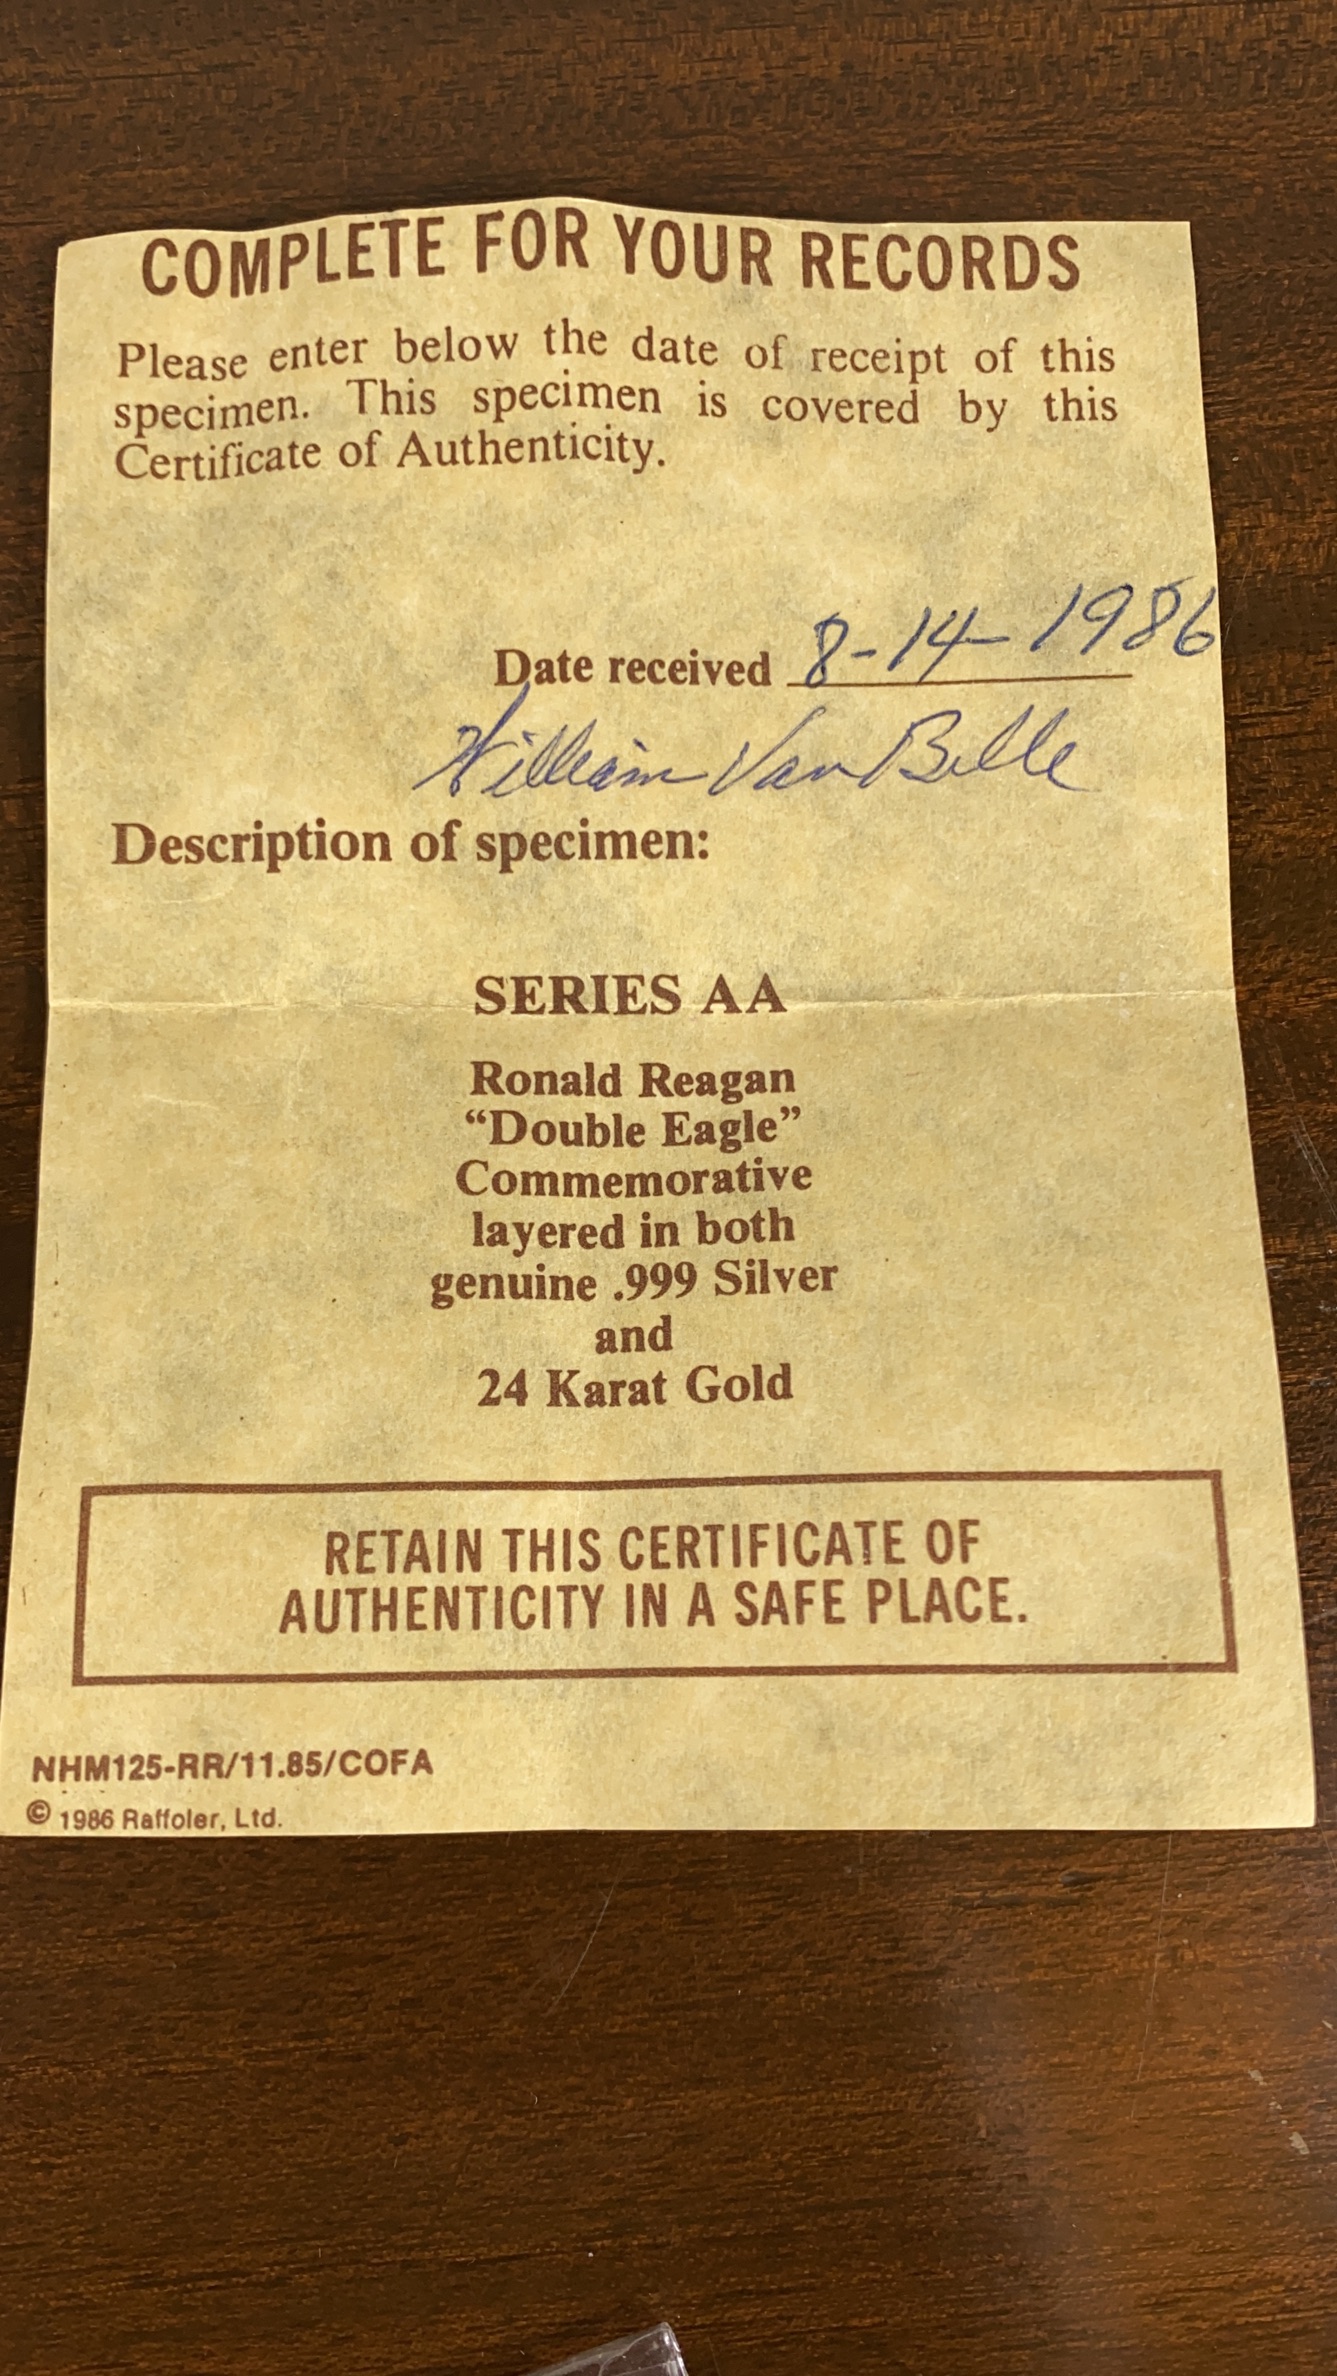 COMPLETE FOR YOUR RECORDS
Please enter below the date of receipt of this
specimen. This specimen is covered by this
Certificate of Authenticity.
Date received 8-14-1986
William Van Belle
Description of specimen:
SERIES AA
Ronald Reagan
“Double Eagle”
Commemorative
layered in both
genuine .999 Silver
and
24 Karat Gold
RETAIN THIS CERTIFICATE OF
AUTHENTICITY IN A SAFE PLACE.
NHM125-RR/11.85/COFA
© 1986 Raffoler, Ltd.